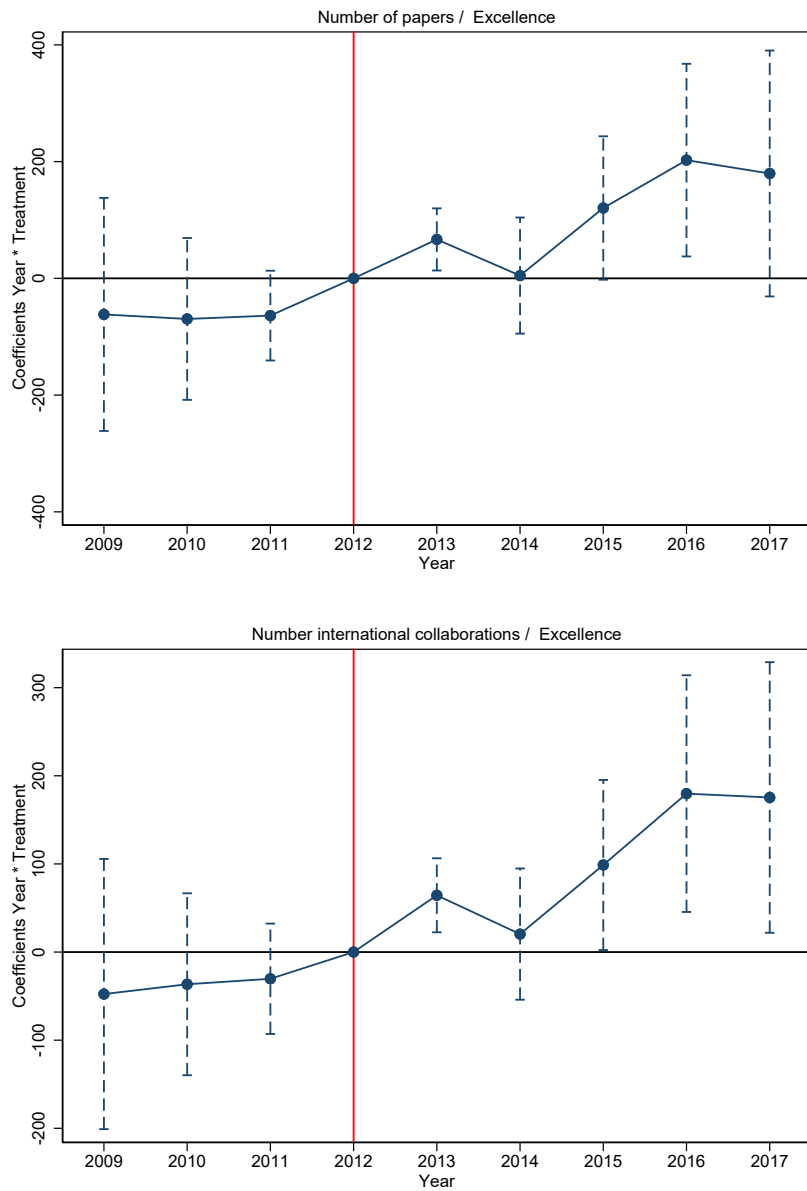 Number of papers / Excellence
400
200
0
-200
-400
Coefficients Year * Treatment
2009 2010 2011 2012 2013 2014 2015 2016 2017
Year
Number international collaborations / Excellence
300
200
100
0
-100
-200
Coefficients Year * Treatment
2009 2010 2011 2012 2013 2014 2015 2016 2017
Year